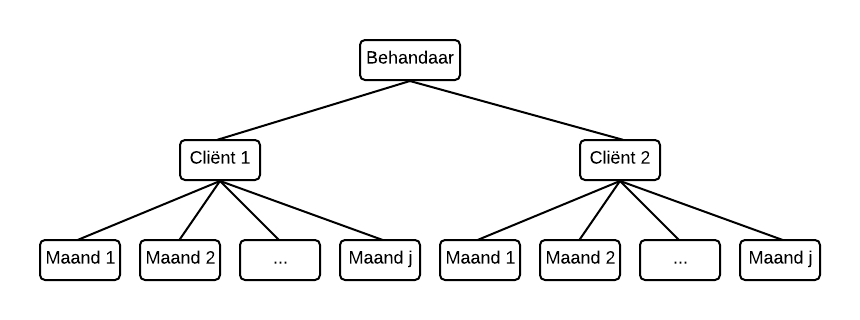 Behandaar
Cliënt 1
Cliënt 2
Maand 1
Maand 2
...
Maand j
Maand 1
Maand 2
...
Maand j